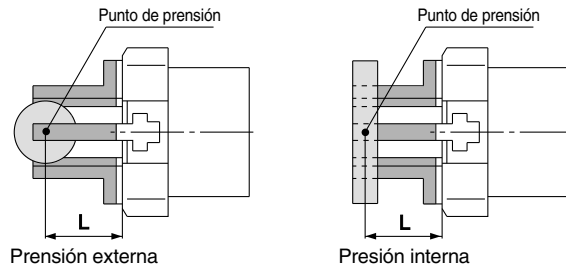 Punto de prensión
Punto de prensión
L
L
Prensión externa
Presión interna